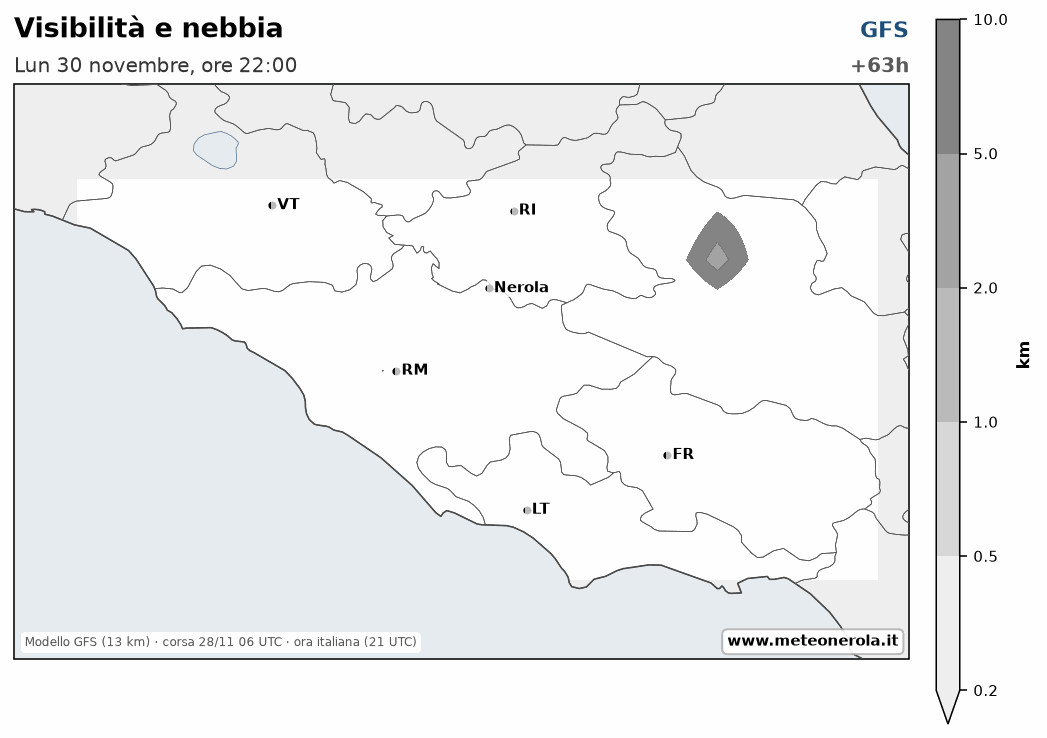 Visibilità e nebbia
GFS
Lun 30 novembre, ore 22:00
+63h
VT
RI
Nerola
RM
FR
LT
Modello GFS (13 km) · corsa 28/11 06 UTC · ora italiana (21 UTC)
www.meteonerola.it
10.0
5.0
2.0
1.0
0.5
0.2
km